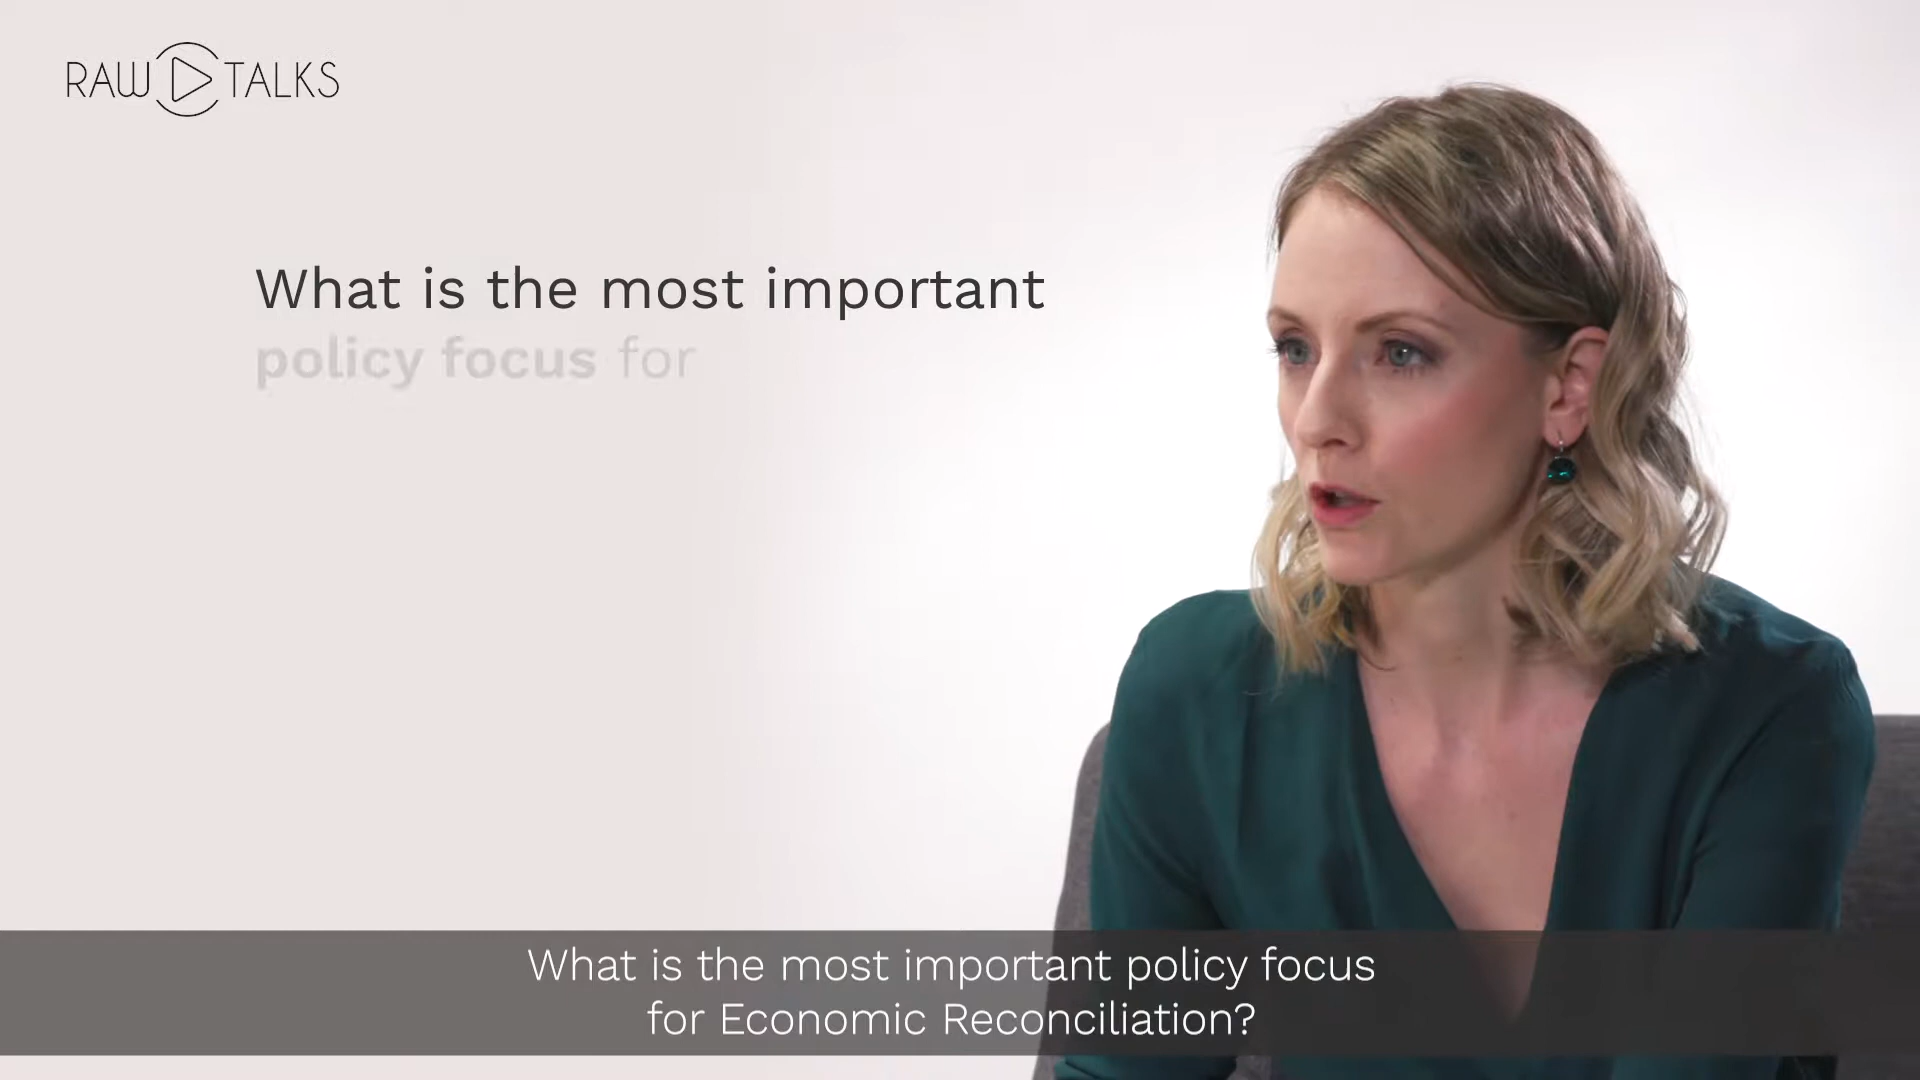 RAW TALKS
What is the most important
policy focus for
What is the most important policy focus
for Economic Reconciliation?